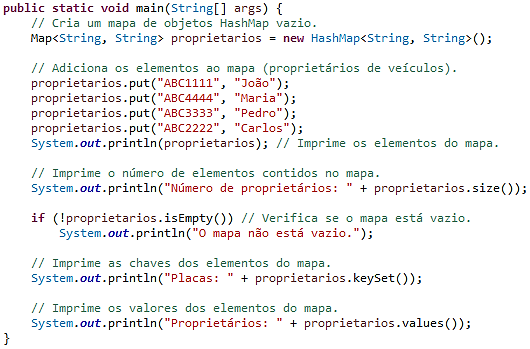 public static void main(String[] args) {
    // Cria um mapa de objetos HashMap vazio.
    Map<String, String> proprietarios = new HashMap<String, String>();

    // Adiciona os elementos ao mapa (proprietários de veículos).
    proprietarios.put("ABC1111", "João");
    proprietarios.put("ABC4444", "Maria");
    proprietarios.put("ABC3333", "Pedro");
    proprietarios.put("ABC2222", "Carlos");
    System.out.println(proprietarios); // Imprime os elementos do mapa.

    // Imprime o número de elementos contidos no mapa.
    System.out.println("Número de proprietários: " + proprietarios.size());

    if (!proprietarios.isEmpty()) // Verifica se o mapa está vazio.
        System.out.println("O mapa não está vazio.");

    // Imprime as chaves dos elementos do mapa.
    System.out.println("Placas: " + proprietarios.keySet());

    // Imprime os valores dos elementos do mapa.
    System.out.println("Proprietários: " + proprietarios.values());
}